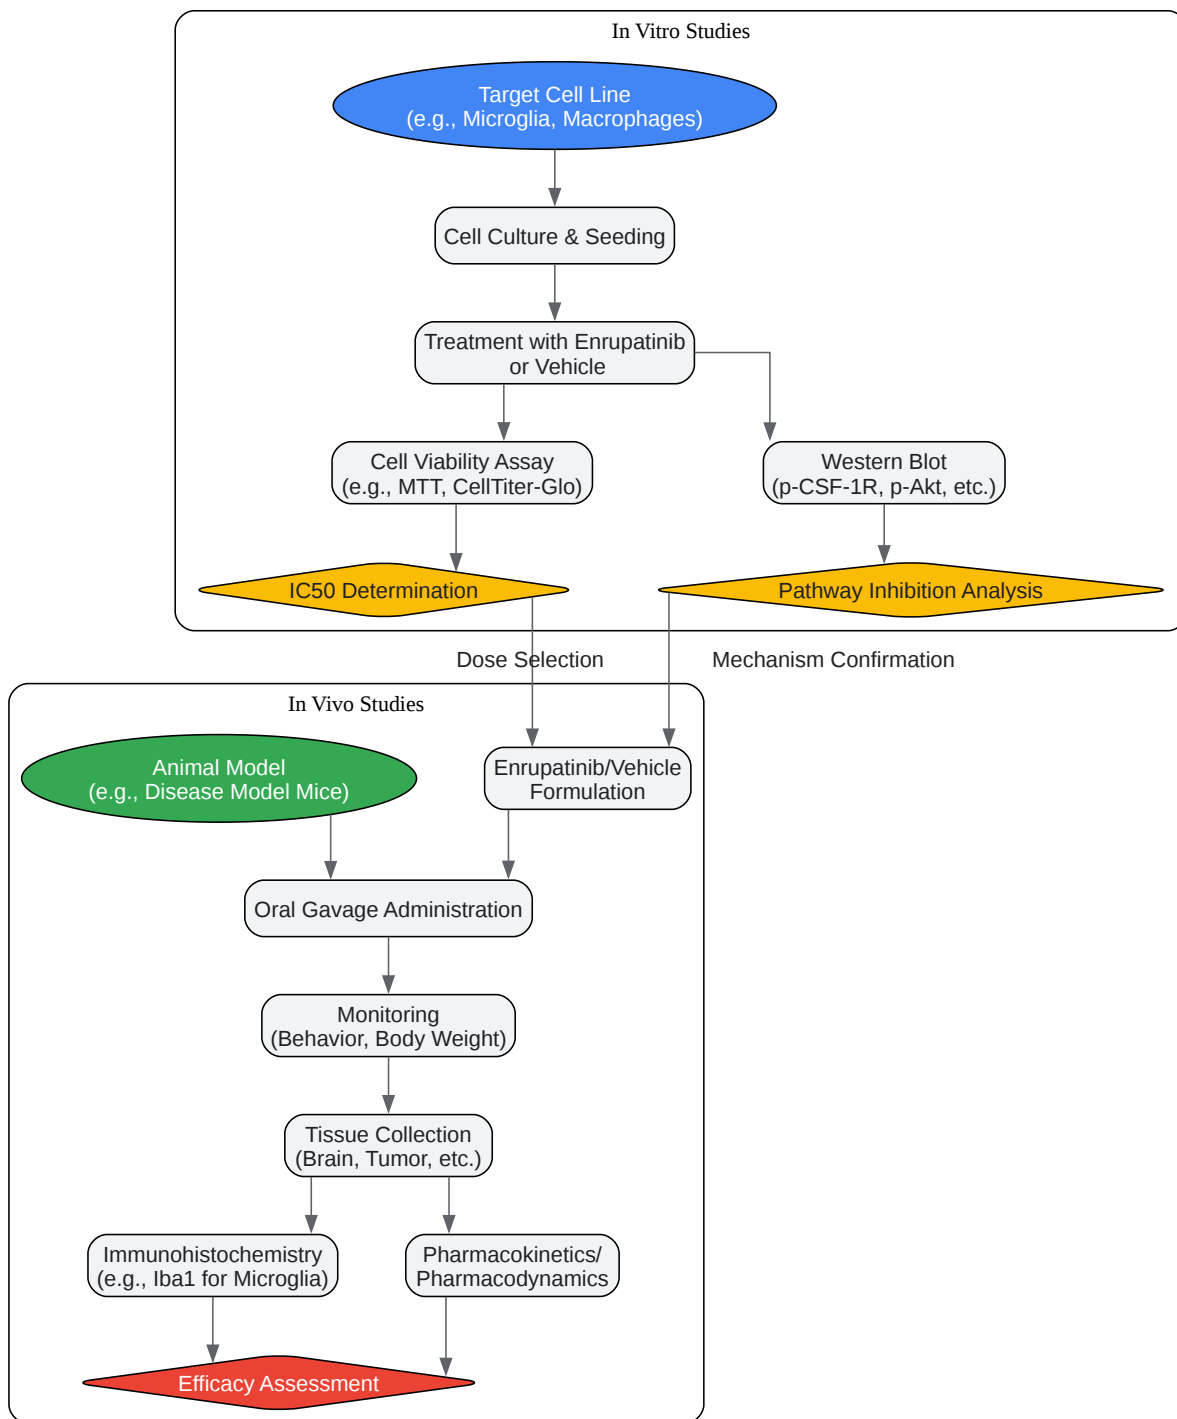 In Vitro Studies
Target Cell Line
(e.g., Microglia, Macrophages)
Cell Culture & Seeding
Treatment with Enrupatinib
or Vehicle
Cell Viability Assay
(e.g., MTT, CellTiter-Glo)
Western Blot
(p-CSF-1R, p-Akt, etc.)
IC50 Determination
Pathway Inhibition Analysis
Dose Selection
Mechanism Confirmation
In Vivo Studies
Animal Model
(e.g., Disease Model Mice)
Enrupatinib/Vehicle
Formulation
Oral Gavage Administration
Monitoring
(Behavior, Body Weight)
Tissue Collection
(Brain, Tumor, etc.)
Immunohistochemistry
(e.g., Iba1 for Microglia)
Pharmacokinetics/
Pharmacodynamics
Efficacy Assessment